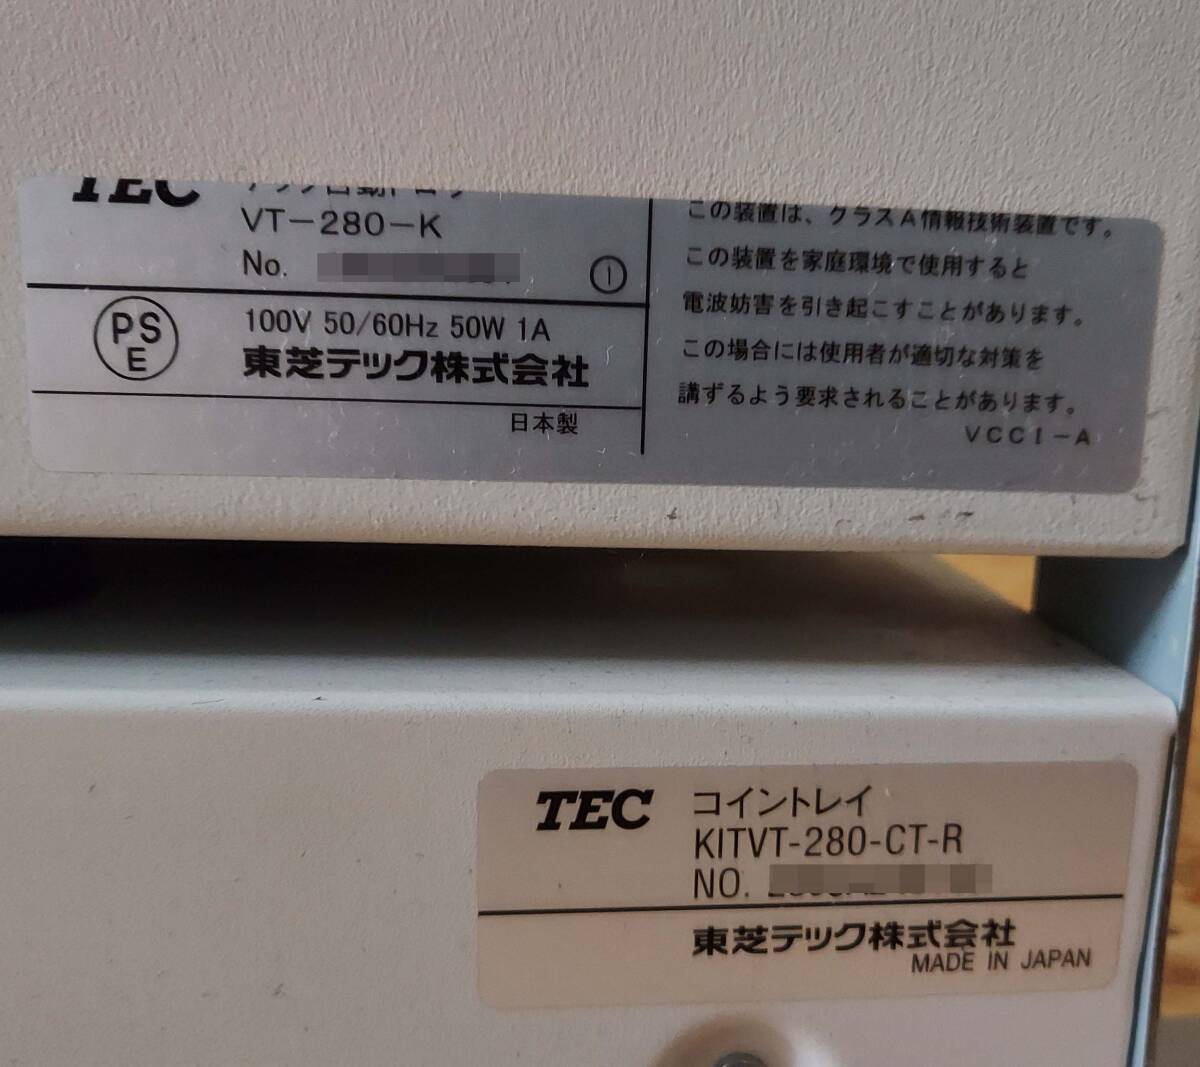 TEC
VT-280-K
No.
100V 50/60Hz 50W 1A
PS
E
東芝テック株式会社
日本製
この装置は、クラスA情報技術装置です。
この装置を家庭環境で使用すると
電波妨害を引き起こすことがあります。
この場合には使用者が適切な対策を
講ずるよう要求されることがあります。
VCCI-A
TEC
コイントレイ
KITVT-280-CT-R
NO.
東芝テック株式会社
MADE IN JAPAN